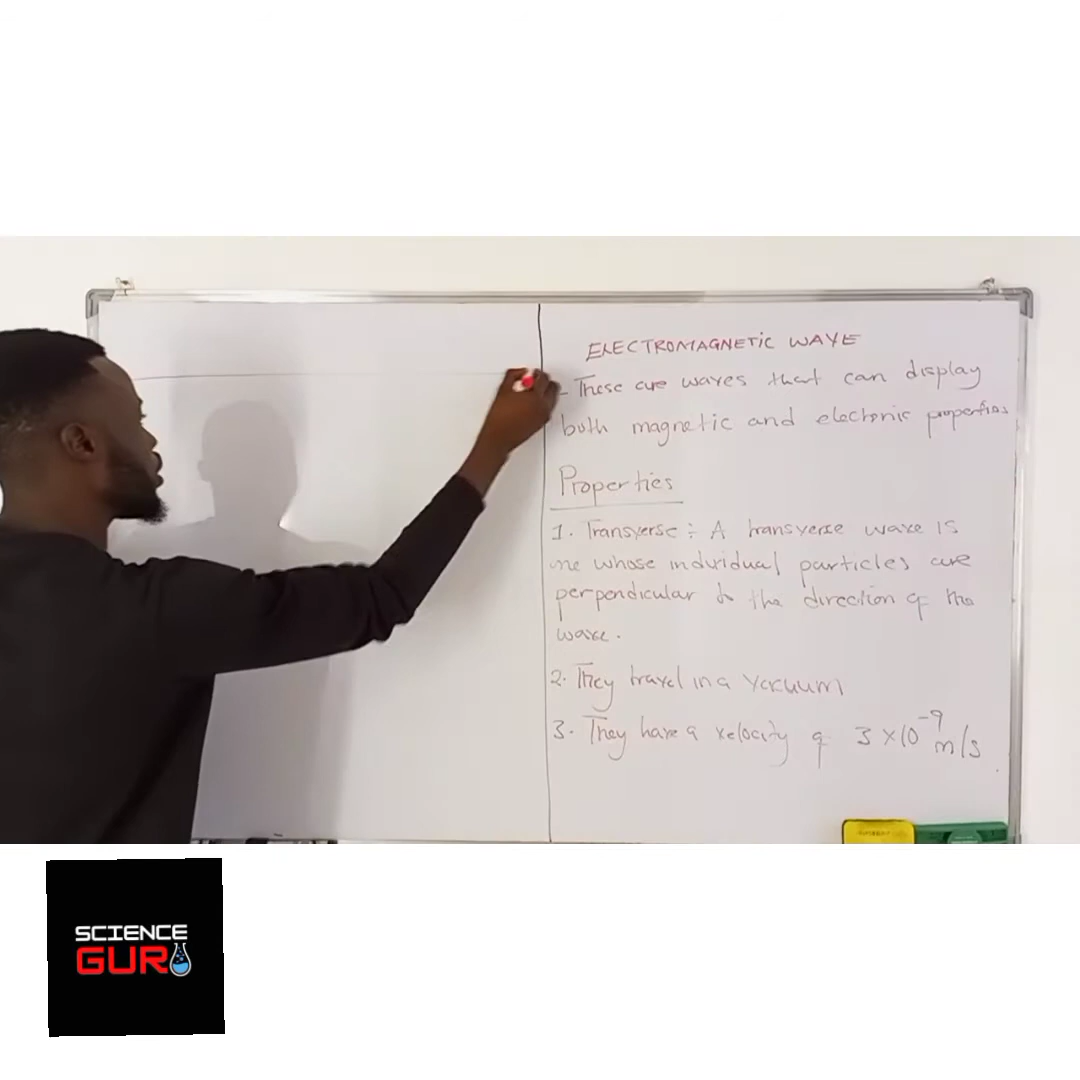 ELECTROMAGNETIC WAVE
- These are waves that can display
both magnetic and electronic properties
Properties
1. Transverse : A transverse wave is
one whose individual particles are
perpendicular to the direction of the
wave.
2. They travel in a vacuum
3. They have a velocity of 3 x 10⁻⁹ m/s
SCIENCE
GURU